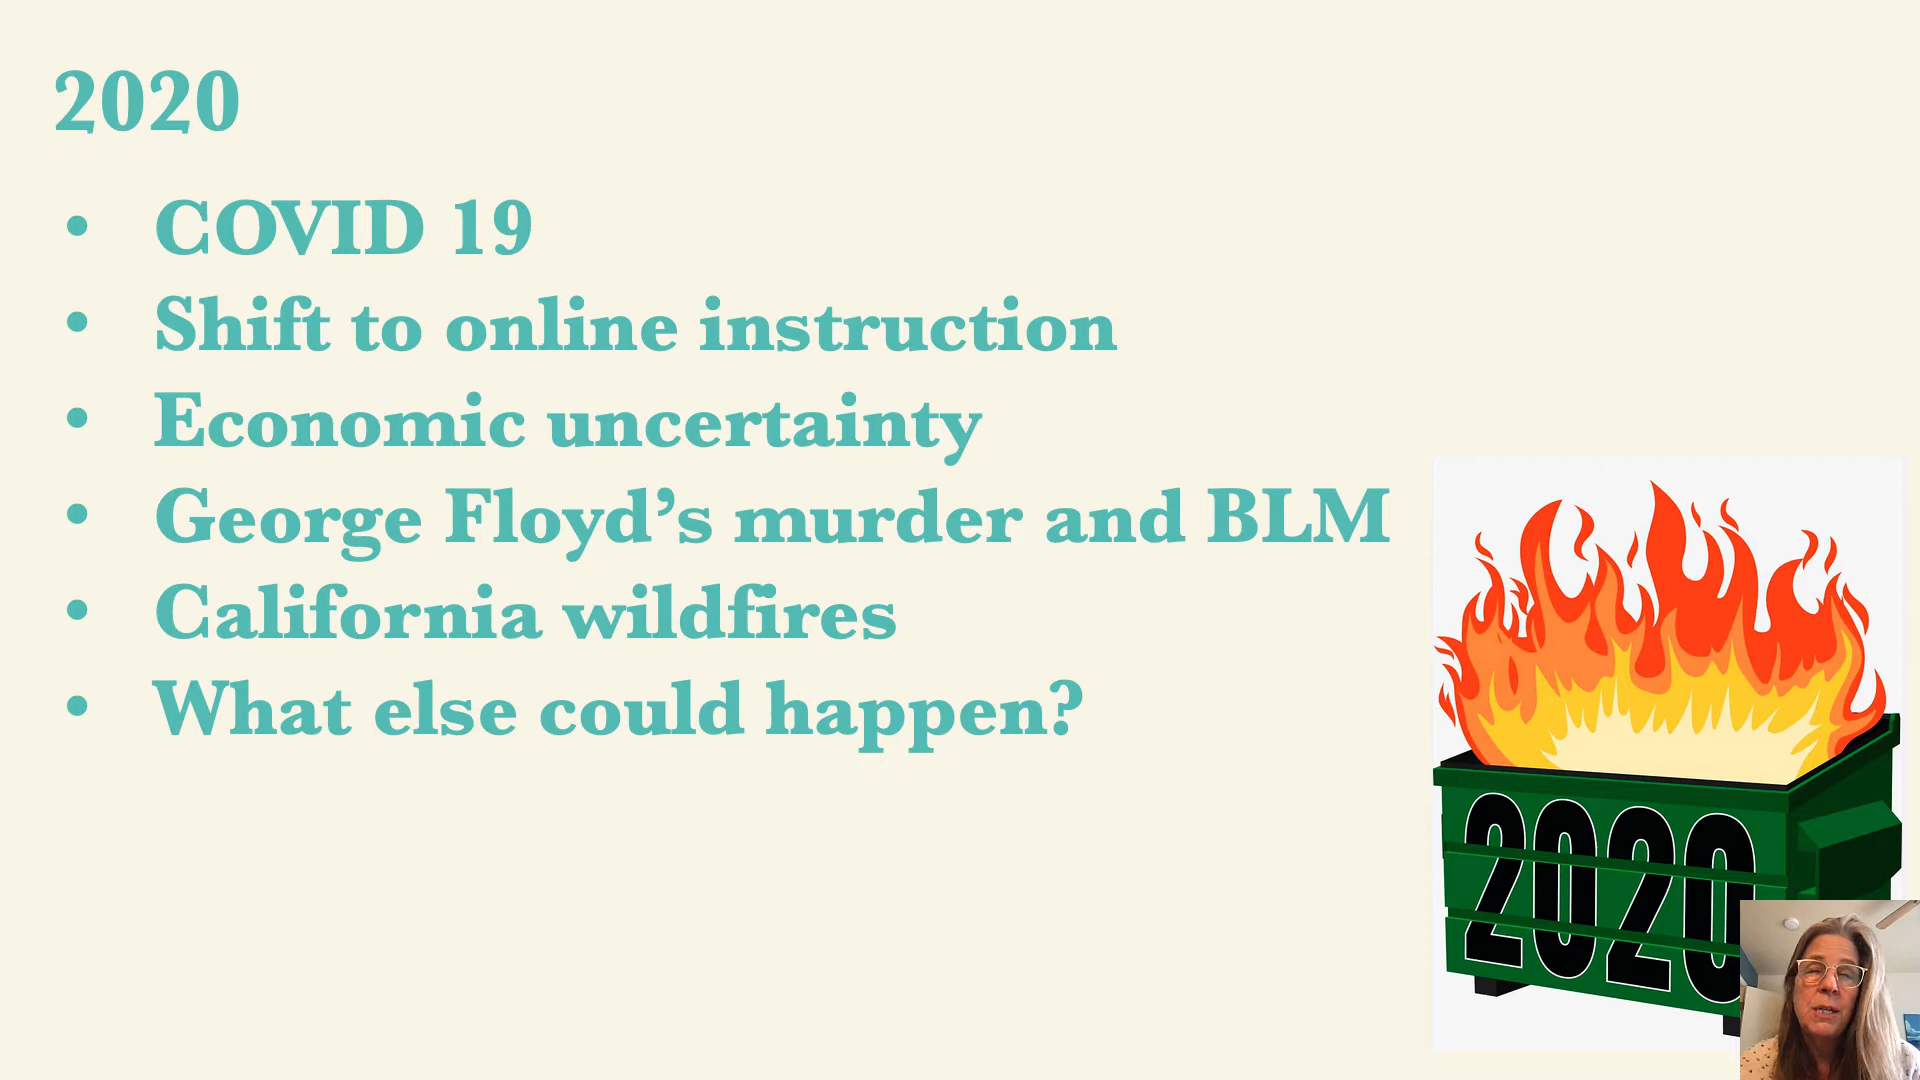 2020
• COVID 19
• Shift to online instruction
• Economic uncertainty
• George Floyd’s murder and BLM
• California wildfires
• What else could happen?
2020